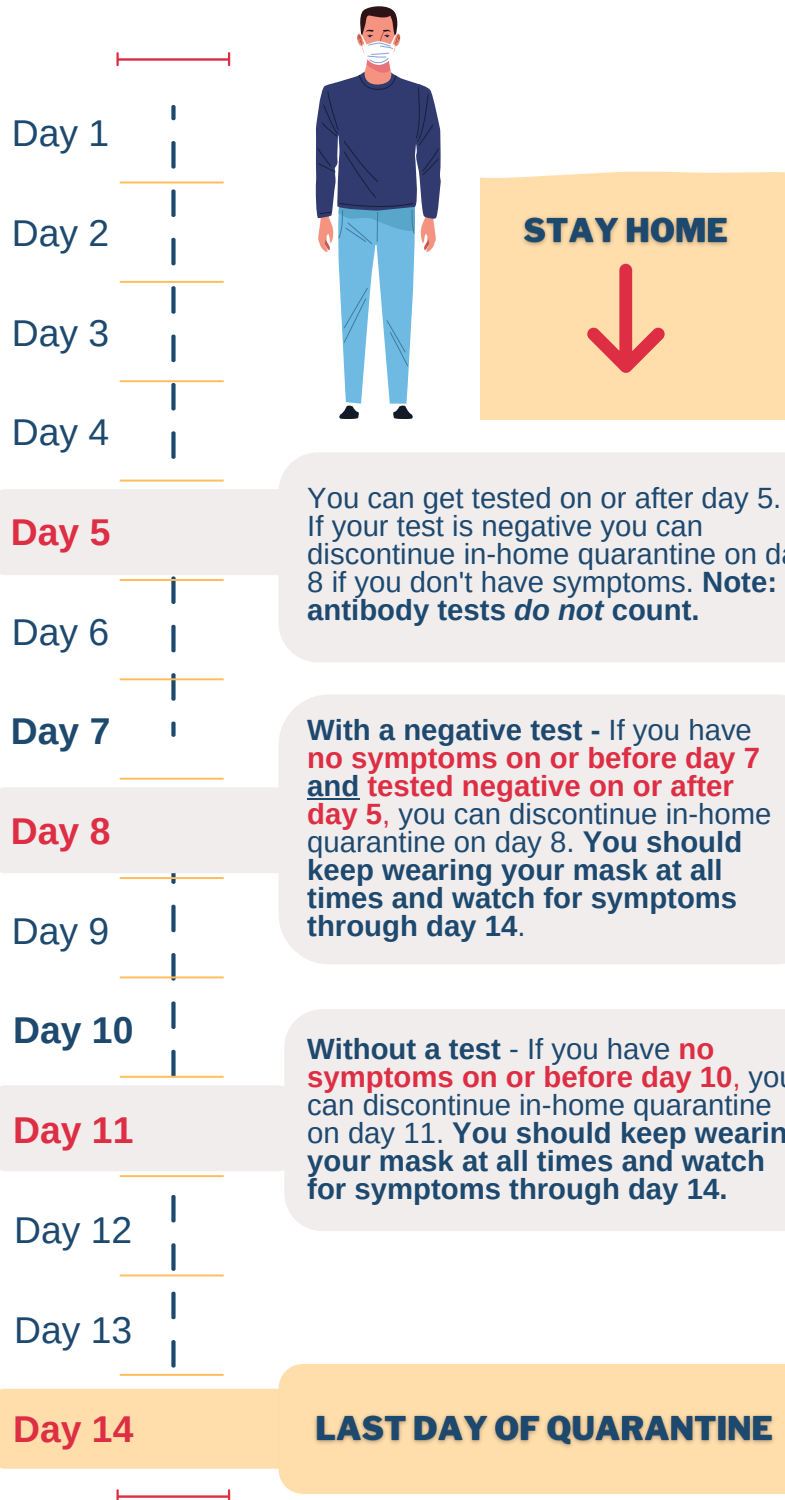 Day 1
Day 2
STAY HOME
Day 3
Day 4
Day 5
You can get tested on or after day 5.
If your test is negative you can
discontinue in-home quarantine on da
8 if you don't have symptoms. Note:
antibody tests do not count.
Day 6
Day 7
Day 8
With a negative test - If you have
no symptoms on or before day 7
and tested negative on or after
day 5, you can discontinue in-home
quarantine on day 8. You should
keep wearing your mask at all
times and watch for symptoms
through day 14.
Day 9
Day 10
Day 11
Without a test - If you have no
symptoms on or before day 10, you
can discontinue in-home quarantine
on day 11. You should keep wearin
your mask at all times and watch
for symptoms through day 14.
Day 12
Day 13
Day 14
LAST DAY OF QUARANTINE